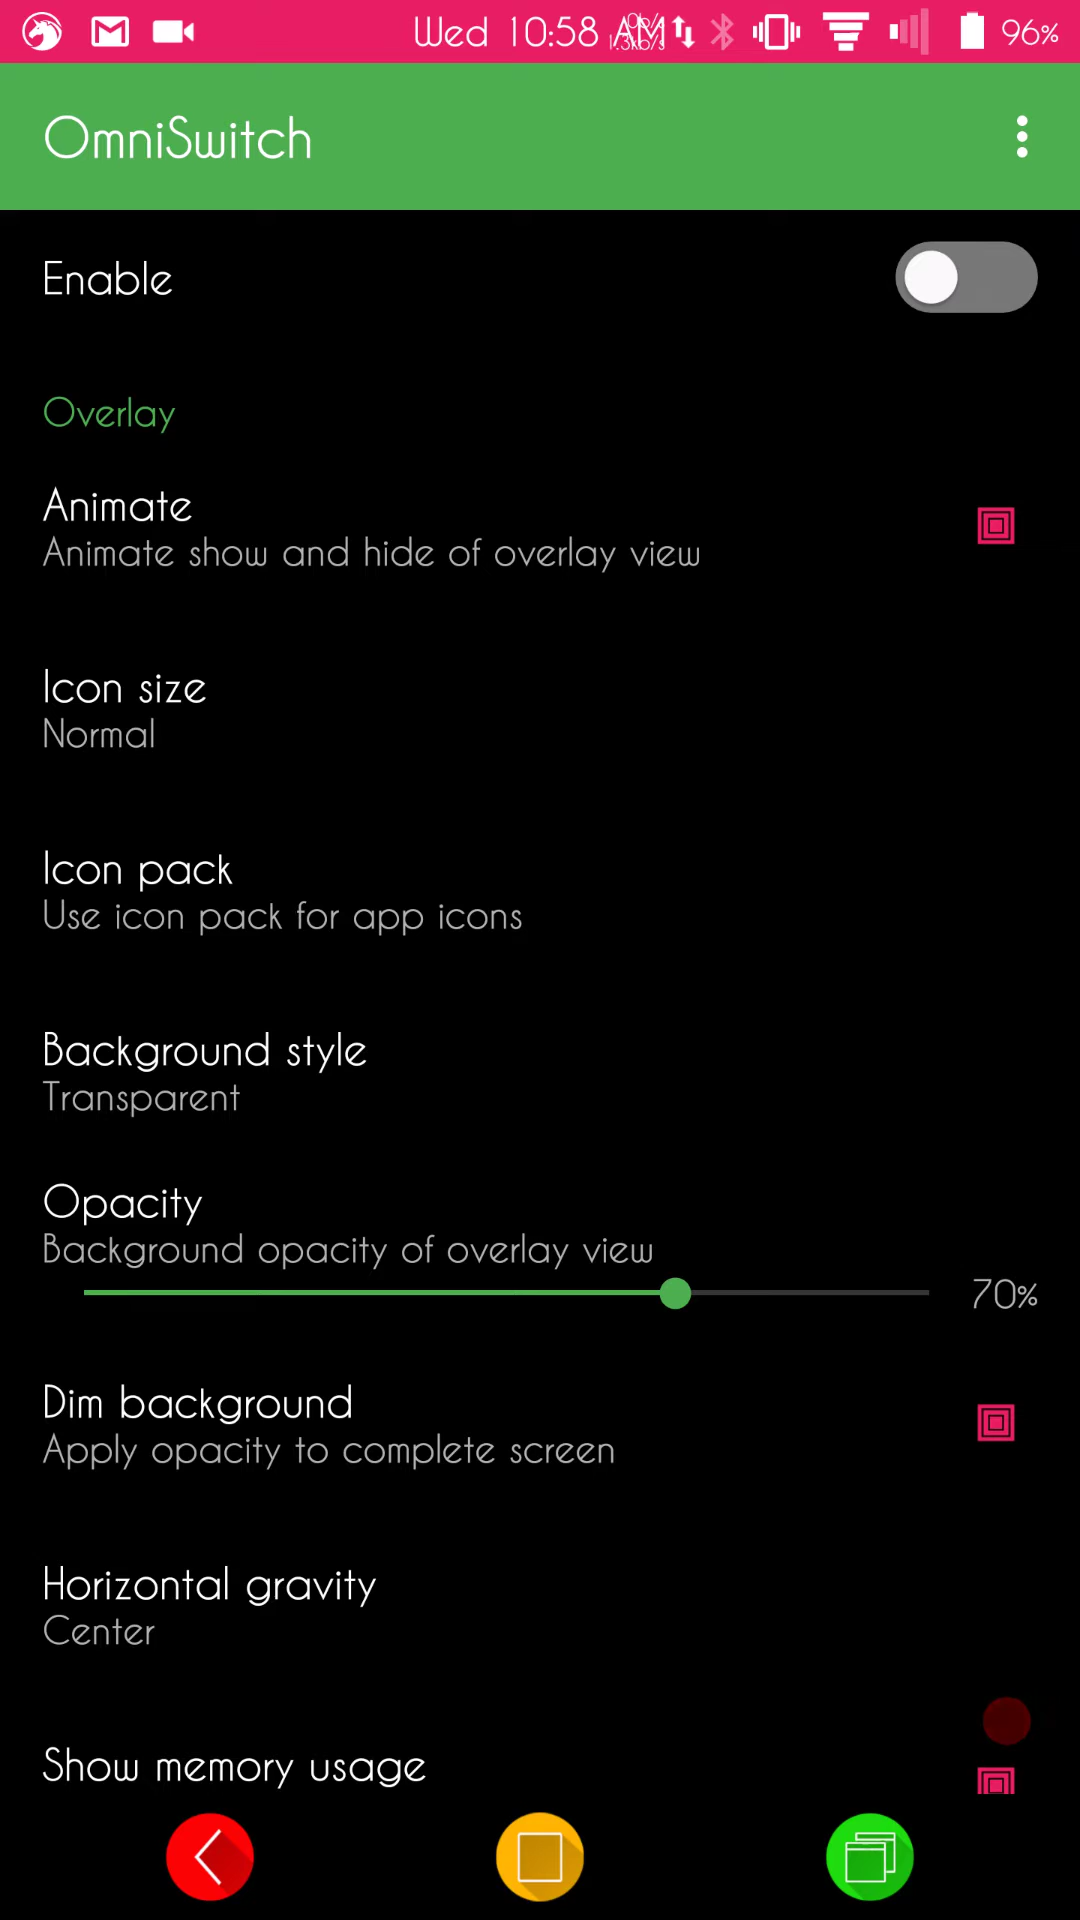 Wed 10:58 AM 96%
OmniSwitch
Enable
Overlay
Animate
Animate show and hide of overlay view
Icon size
Normal
Icon pack
Use icon pack for app icons
Background style
Transparent
Opacity
Background opacity of overlay view
70%
Dim background
Apply opacity to complete screen
Horizontal gravity
Center
Show memory usage